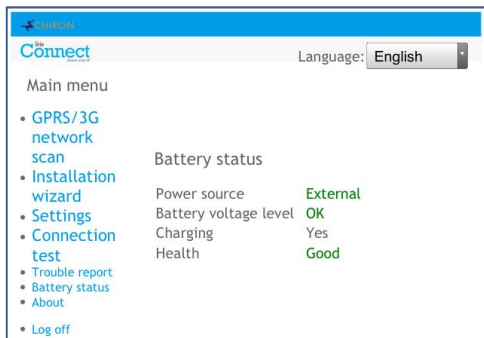 CHIRON
Connect
Language: English
Main menu
GPRS/3G
network
scan
Installation
wizard
Settings
Connection
test
Trouble report
Battery status
About
Log off
Battery status
Power source External
Battery voltage level OK
Charging Yes
Health Good